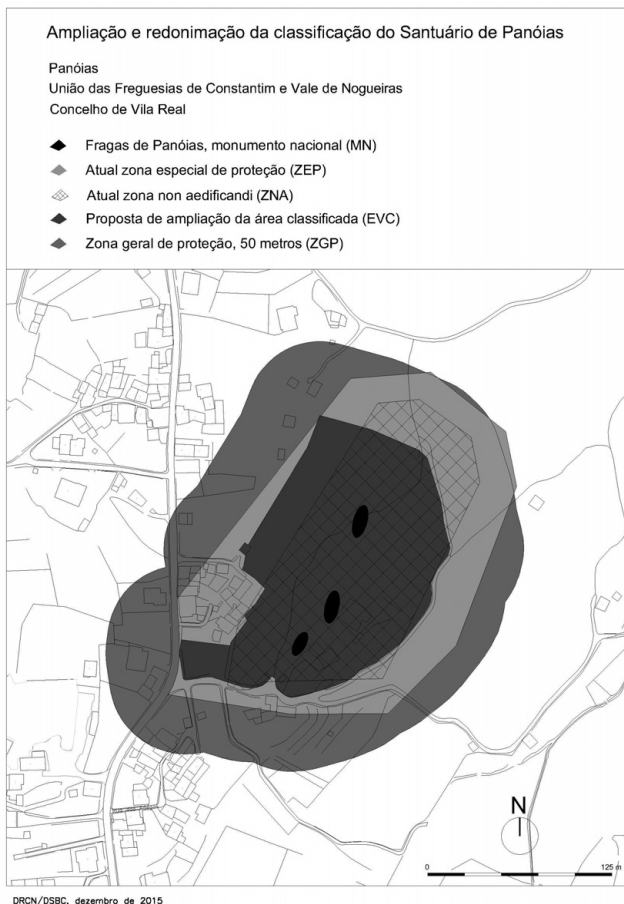 Ampliação e redonimação da classificação do Santuário de Panóias
Panóias
União das Freguesias de Constantim e Vale de Nogueiras
Concelho de Vila Real
Fragas de Panóias, monumento nacional (MN)
Atual zona especial de proteção (ZEP)
Atual zona non aedificandi (ZNA)
Proposta de ampliação da área classificada (EVC)
Zona geral de proteção, 50 metros (ZGP)
N
0 125 m
DRCN/DSBC, dezembro de 2015